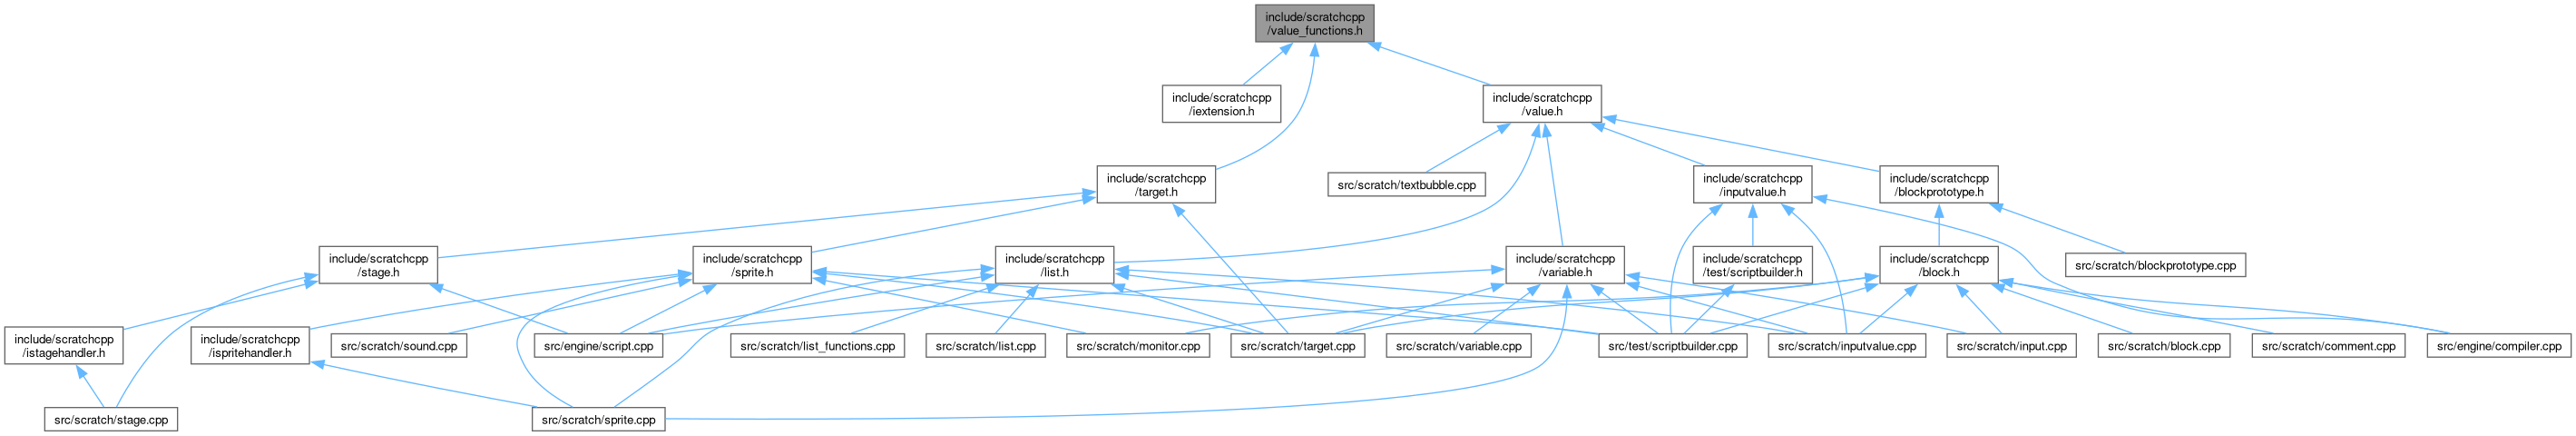 include/scratchcpp
/value_functions.h
include/scratchcpp
/iextension.h
include/scratchcpp
/value.h
include/scratchcpp
/target.h
src/scratch/textbubble.cpp
include/scratchcpp
/inputvalue.h
include/scratchcpp
/blockprototype.h
include/scratchcpp
/stage.h
include/scratchcpp
/sprite.h
include/scratchcpp
/list.h
include/scratchcpp
/variable.h
include/scratchcpp
/test/scriptbuilder.h
include/scratchcpp
/block.h
src/scratch/blockprototype.cpp
include/scratchcpp
/istagehandler.h
include/scratchcpp
/ispritehandler.h
src/scratch/sound.cpp
src/engine/script.cpp
src/scratch/list_functions.cpp
src/scratch/list.cpp
src/scratch/monitor.cpp
src/scratch/target.cpp
src/scratch/variable.cpp
src/test/scriptbuilder.cpp
src/scratch/inputvalue.cpp
src/scratch/input.cpp
src/scratch/block.cpp
src/scratch/comment.cpp
src/engine/compiler.cpp
src/scratch/stage.cpp
src/scratch/sprite.cpp